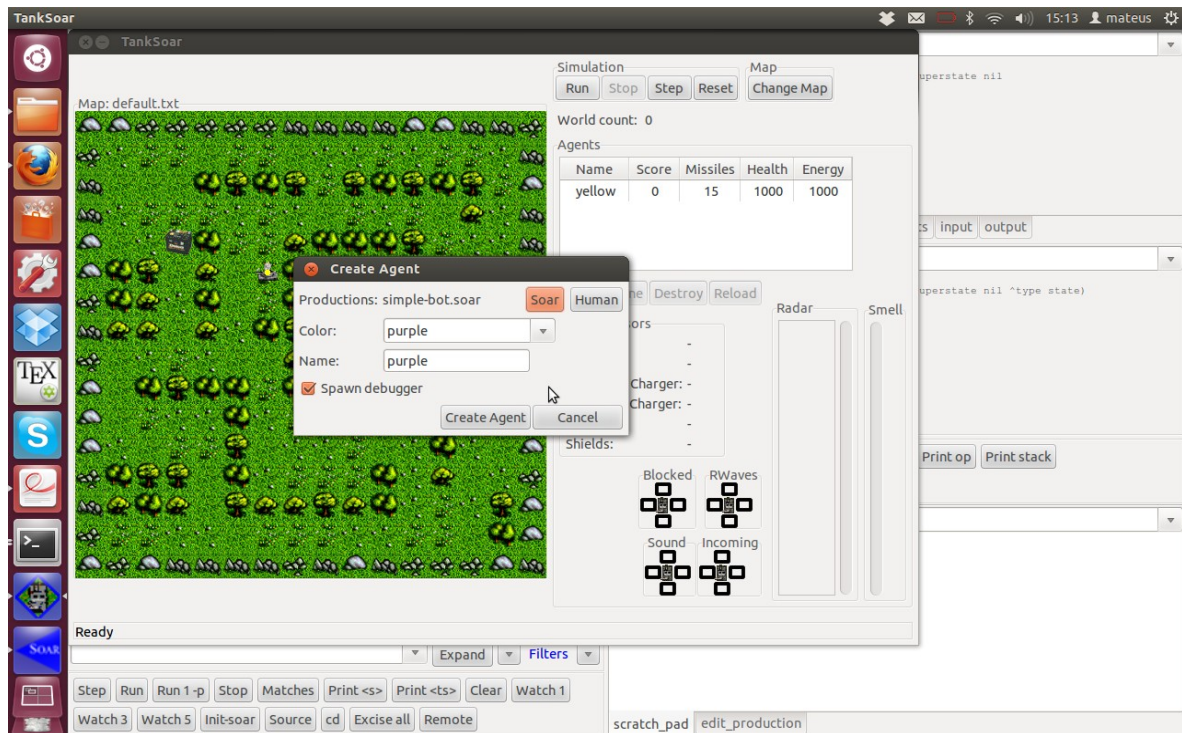 TankSoar 15:13 mateus
TankSoar
uperstate nil
Simulation Map
Run Stop Step Reset Change Map
Map: default.txt
World count: 0
Agents
Name Score Missiles Health Energy
yellow 0 15 1000 1000
ts input output
Create Agent
Productions: simple-bot.soar Soar Human
ne Destroy Reload
uperstate nil ^type state)
Color: purple
ors
Radar Smell
-
Name: purple
-
Spawn debugger
Charger: -
Charger: -
Create Agent Cancel
-
Shields: -
Print op Print stack
Blocked RWaves
Sound Incoming
Ready
Expand Filters
Step Run Run 1 -p Stop Matches Print <s> Print <ts> Clear Watch 1
Watch 3 Watch 5 Init-soar Source cd Excise all Remote
scratch_pad edit_production
TEX
S
>_
SOAR